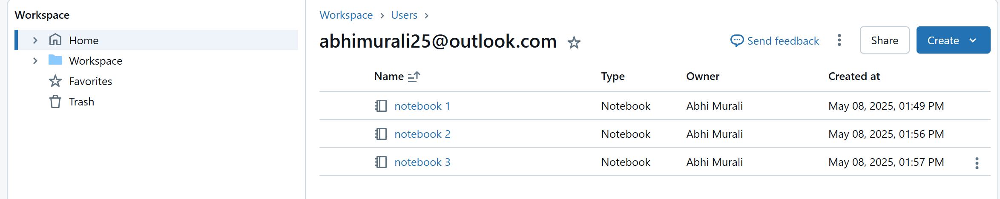 Workspace
Home
Workspace
Favorites
Trash
Workspace > Users >
abhimurali25@outlook.com
Send feedback
Share
Create
Name Type Owner Created at
notebook 1 Notebook Abhi Murali May 08, 2025, 01:49 PM
notebook 2 Notebook Abhi Murali May 08, 2025, 01:56 PM
notebook 3 Notebook Abhi Murali May 08, 2025, 01:57 PM